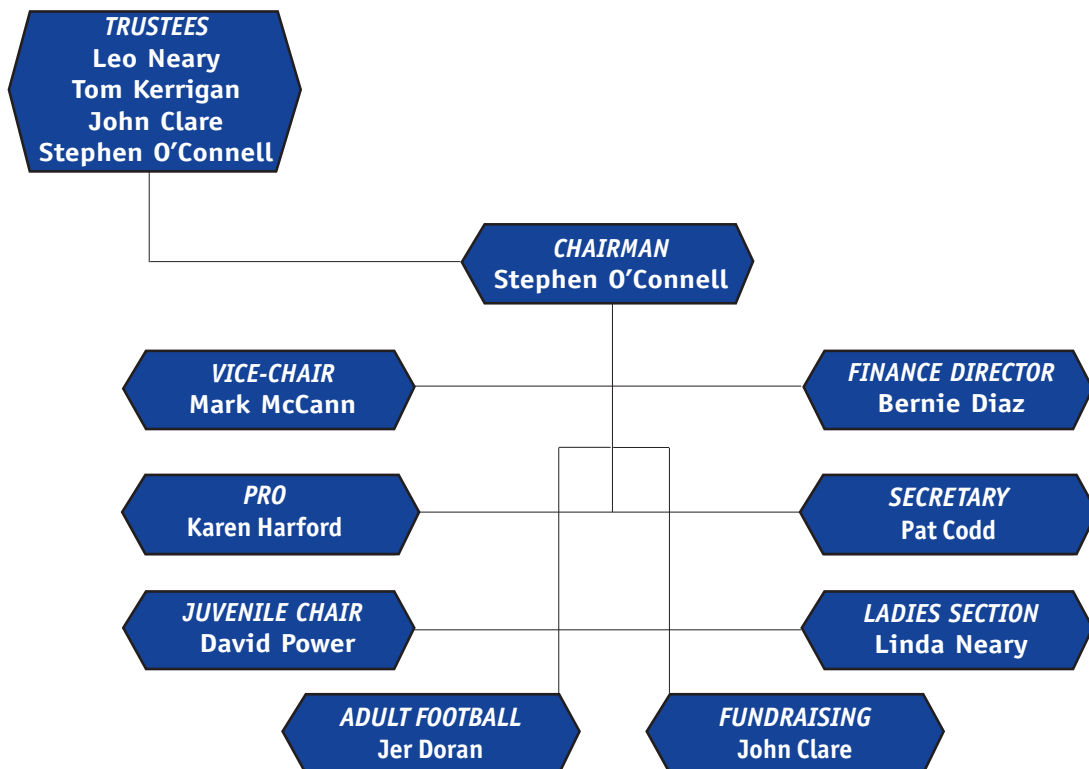 TRUSTEES
Leo Neary
Tom Kerrigan
John Clare
Stephen O'Connell
CHAIRMAN
Stephen O'Connell
VICE-CHAIR
Mark McCann
FINANCE DIRECTOR
Bernie Diaz
PRO
Karen Harford
SECRETARY
Pat Codd
JUVENILE CHAIR
David Power
LADIES SECTION
Linda Neary
ADULT FOOTBALL
Jer Doran
FUNDRAISING
John Clare